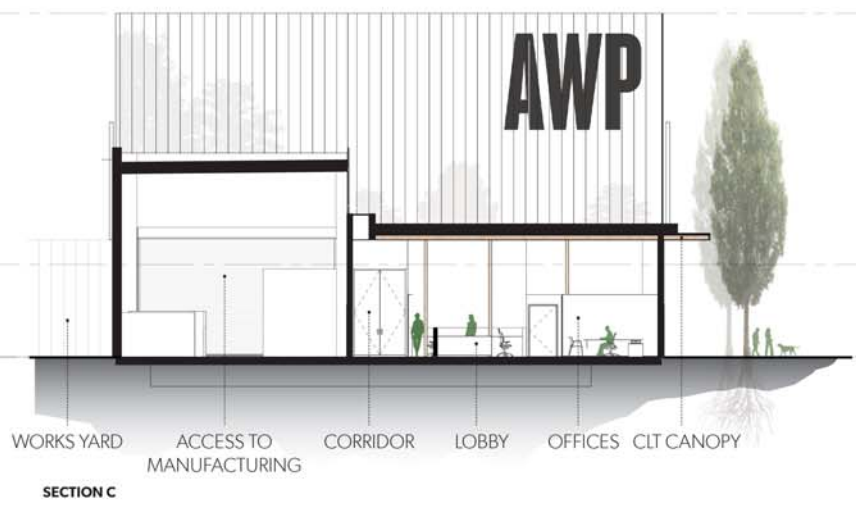 AWP
WORKS YARD
ACCESS TO
MANUFACTURING
CORRIDOR
LOBBY
OFFICES
CLT CANOPY
SECTION C